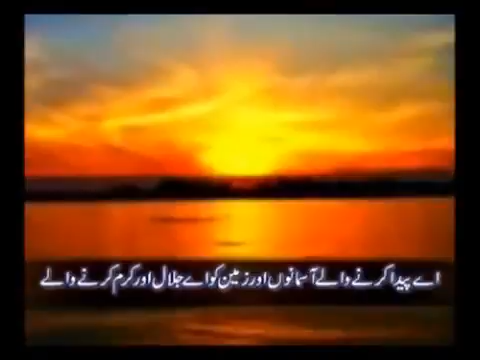 اے پیدا کرنے والے آسمانوں اور زمین کو اے جلال اور کرم کرنے والے